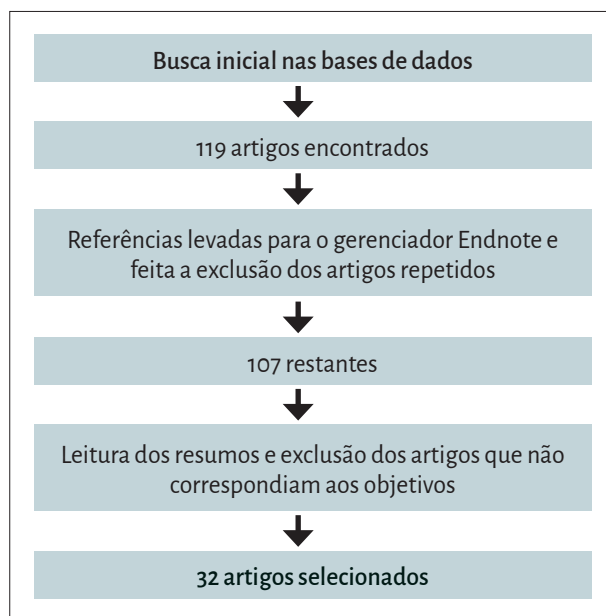 Busca inicial nas bases de dados
119 artigos encontrados
Referências levadas para o gerenciador Endnote e
feita a exclusão dos artigos repetidos
107 restantes
Leitura dos resumos e exclusão dos artigos que não
correspondiam aos objetivos
32 artigos selecionados